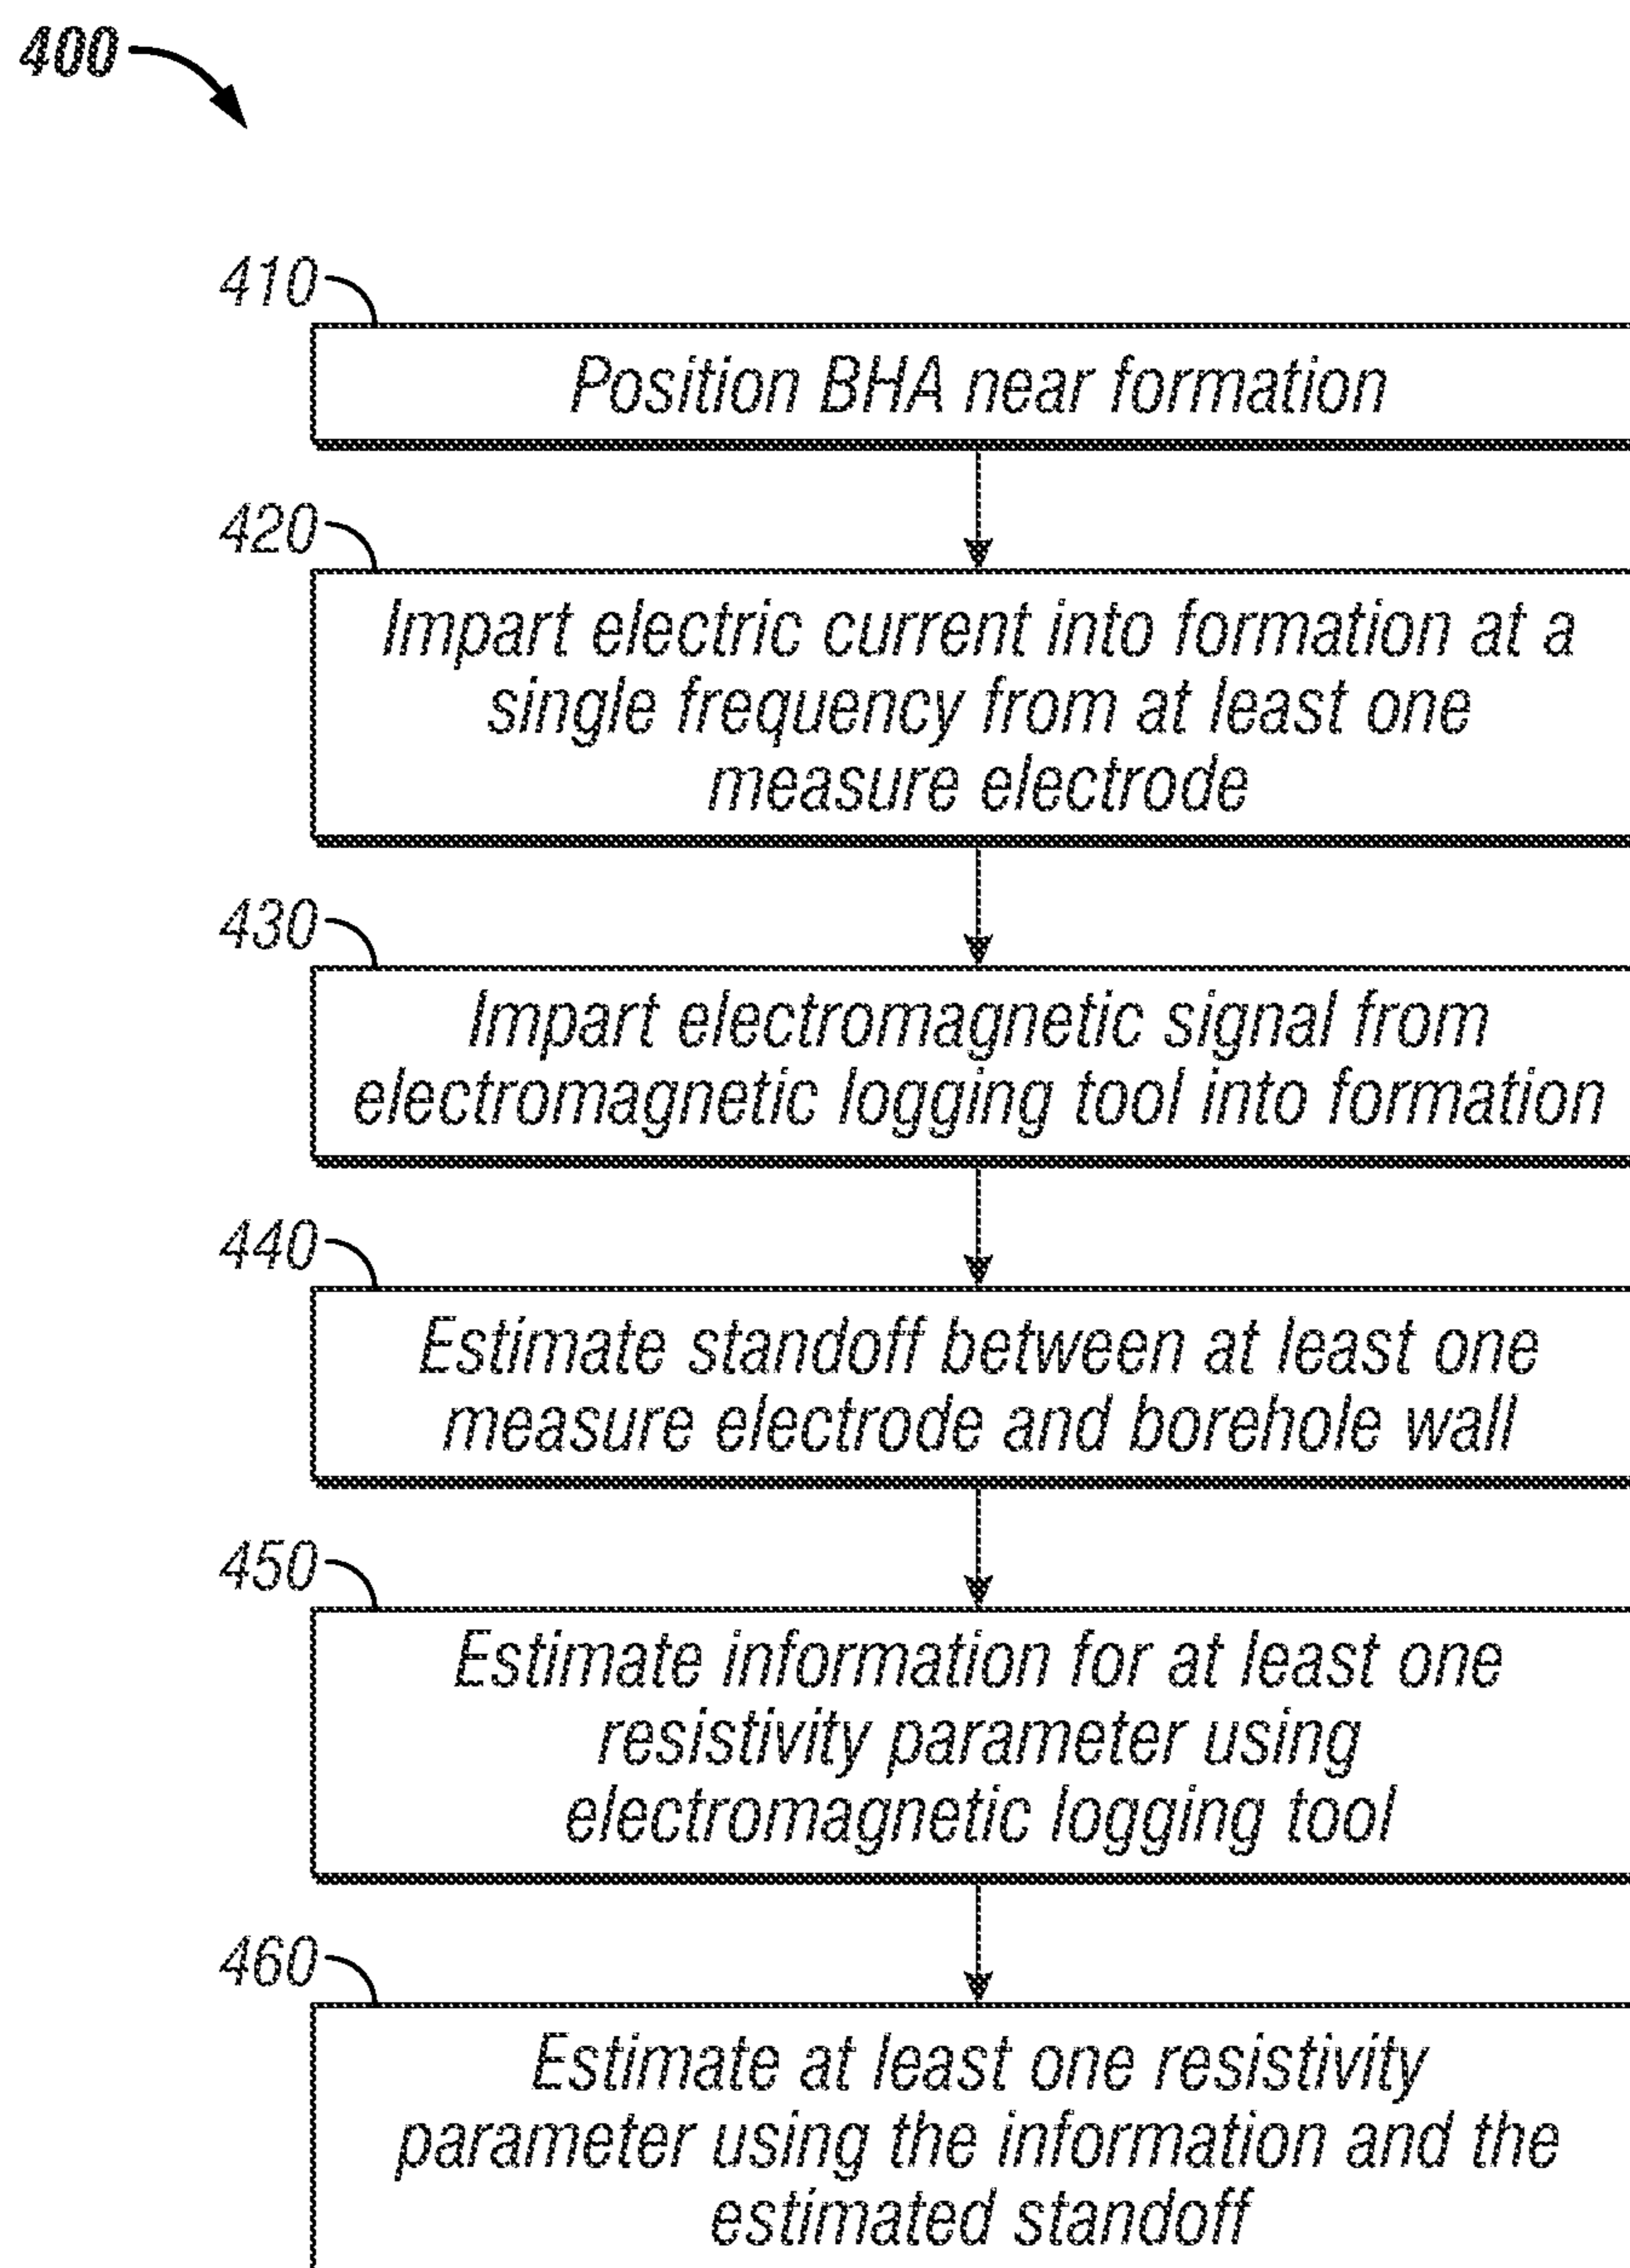 400
410
Position BHA near formation
420
Impart electric current into formation at a
single frequency from at least one
measure electrode
430
Impart electromagnetic signal from
electromagnetic logging tool into formation
440
Estimate standoff between at least one
measure electrode and borehole wall
450
Estimate information for at least one
resistivity parameter using
electromagnetic logging tool
460
Estimate at least one resistivity
parameter using the information and the
estimated standoff